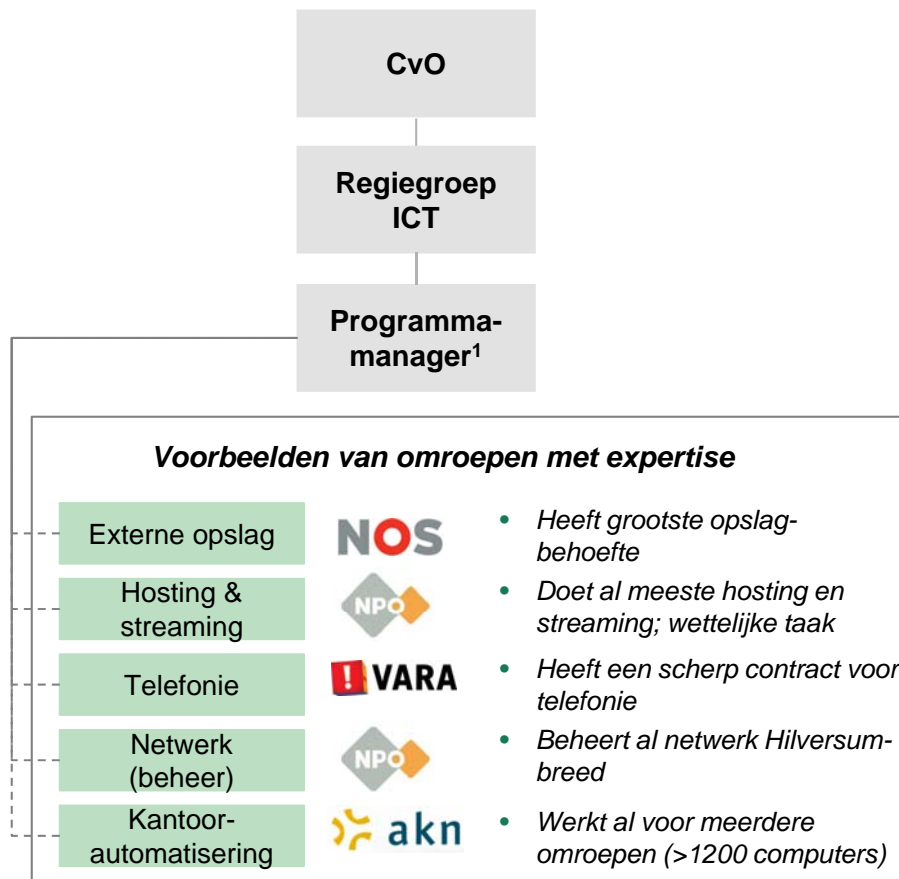 CvO
Regiegroep
ICT
Programma-
manager¹
Voorbeelden van omroepen met expertise
Externe opslag
NOS
• Heeft grootste opslag-
behoefte
Hosting &
streaming
NPO
• Doet al meeste hosting en
streaming; wettelijke taak
Telefonie
! VARA
• Heeft een scherp contract voor
telefonie
Netwerk
(beheer)
NPO
• Beheert al netwerk Hilversum-
breed
Kantoor-
automatisering
akn
• Werkt al voor meerdere
omroepen (>1200 computers)